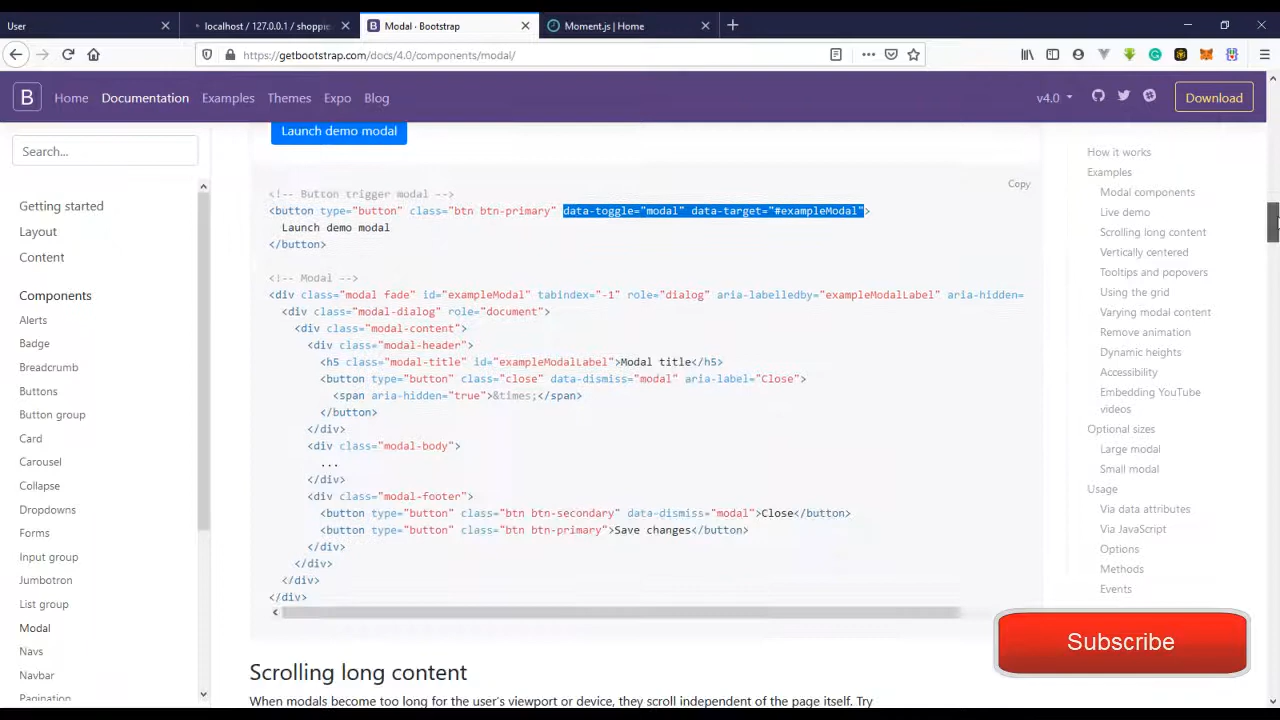 User
localhost / 127.0.0.1 / shoppin
Modal · Bootstrap
Moment.js | Home
https://getbootstrap.com/docs/4.0/components/modal/
B
Home
Documentation
Examples
Themes
Expo
Blog
v4.0
Download
Search...
Getting started
Layout
Content
Components
Alerts
Badge
Breadcrumb
Buttons
Button group
Card
Carousel
Collapse
Dropdowns
Forms
Input group
Jumbotron
List group
Modal
Navs
Navbar
Pagination
Launch demo modal
Copy
<!-- Button trigger modal -->
<button type="button" class="btn btn-primary" data-toggle="modal" data-target="#exampleModal">
Launch demo modal
</button>
<!-- Modal -->
<div class="modal fade" id="exampleModal" tabindex="-1" role="dialog" aria-labelledby="exampleModalLabel" aria-hidden=
<div class="modal-dialog" role="document">
<div class="modal-content">
<div class="modal-header">
<h5 class="modal-title" id="exampleModalLabel">Modal title</h5>
<button type="button" class="close" data-dismiss="modal" aria-label="Close">
<span aria-hidden="true">&times;</span>
</button>
</div>
<div class="modal-body">
...
</div>
<div class="modal-footer">
<button type="button" class="btn btn-secondary" data-dismiss="modal">Close</button>
<button type="button" class="btn btn-primary">Save changes</button>
</div>
</div>
</div>
</div>
Scrolling long content
When modals become too long for the user's viewport or device, they scroll independent of the page itself. Try
How it works
Examples
Modal components
Live demo
Scrolling long content
Vertically centered
Tooltips and popovers
Using the grid
Varying modal content
Remove animation
Dynamic heights
Accessibility
Embedding YouTube
videos
Optional sizes
Large modal
Small modal
Usage
Via data attributes
Via JavaScript
Options
Methods
Events
Subscribe